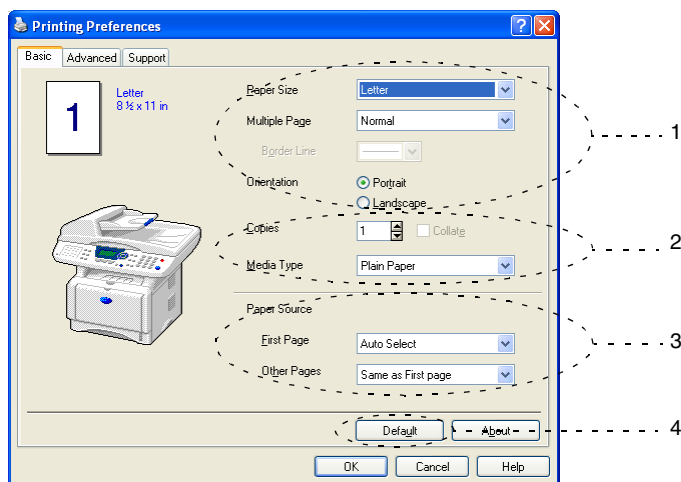 Printing Preferences
Basic Advanced Support
1
Letter
8 ½ x 11 in
Paper Size Letter
Multiple Page Normal
Border Line
Orientation Portrait
Landscape
1
Copies 1 Collate
2
Media Type Plain Paper
Paper Source
First Page Auto Select
3
Other Pages Same as First page
Default About
4
OK Cancel Help